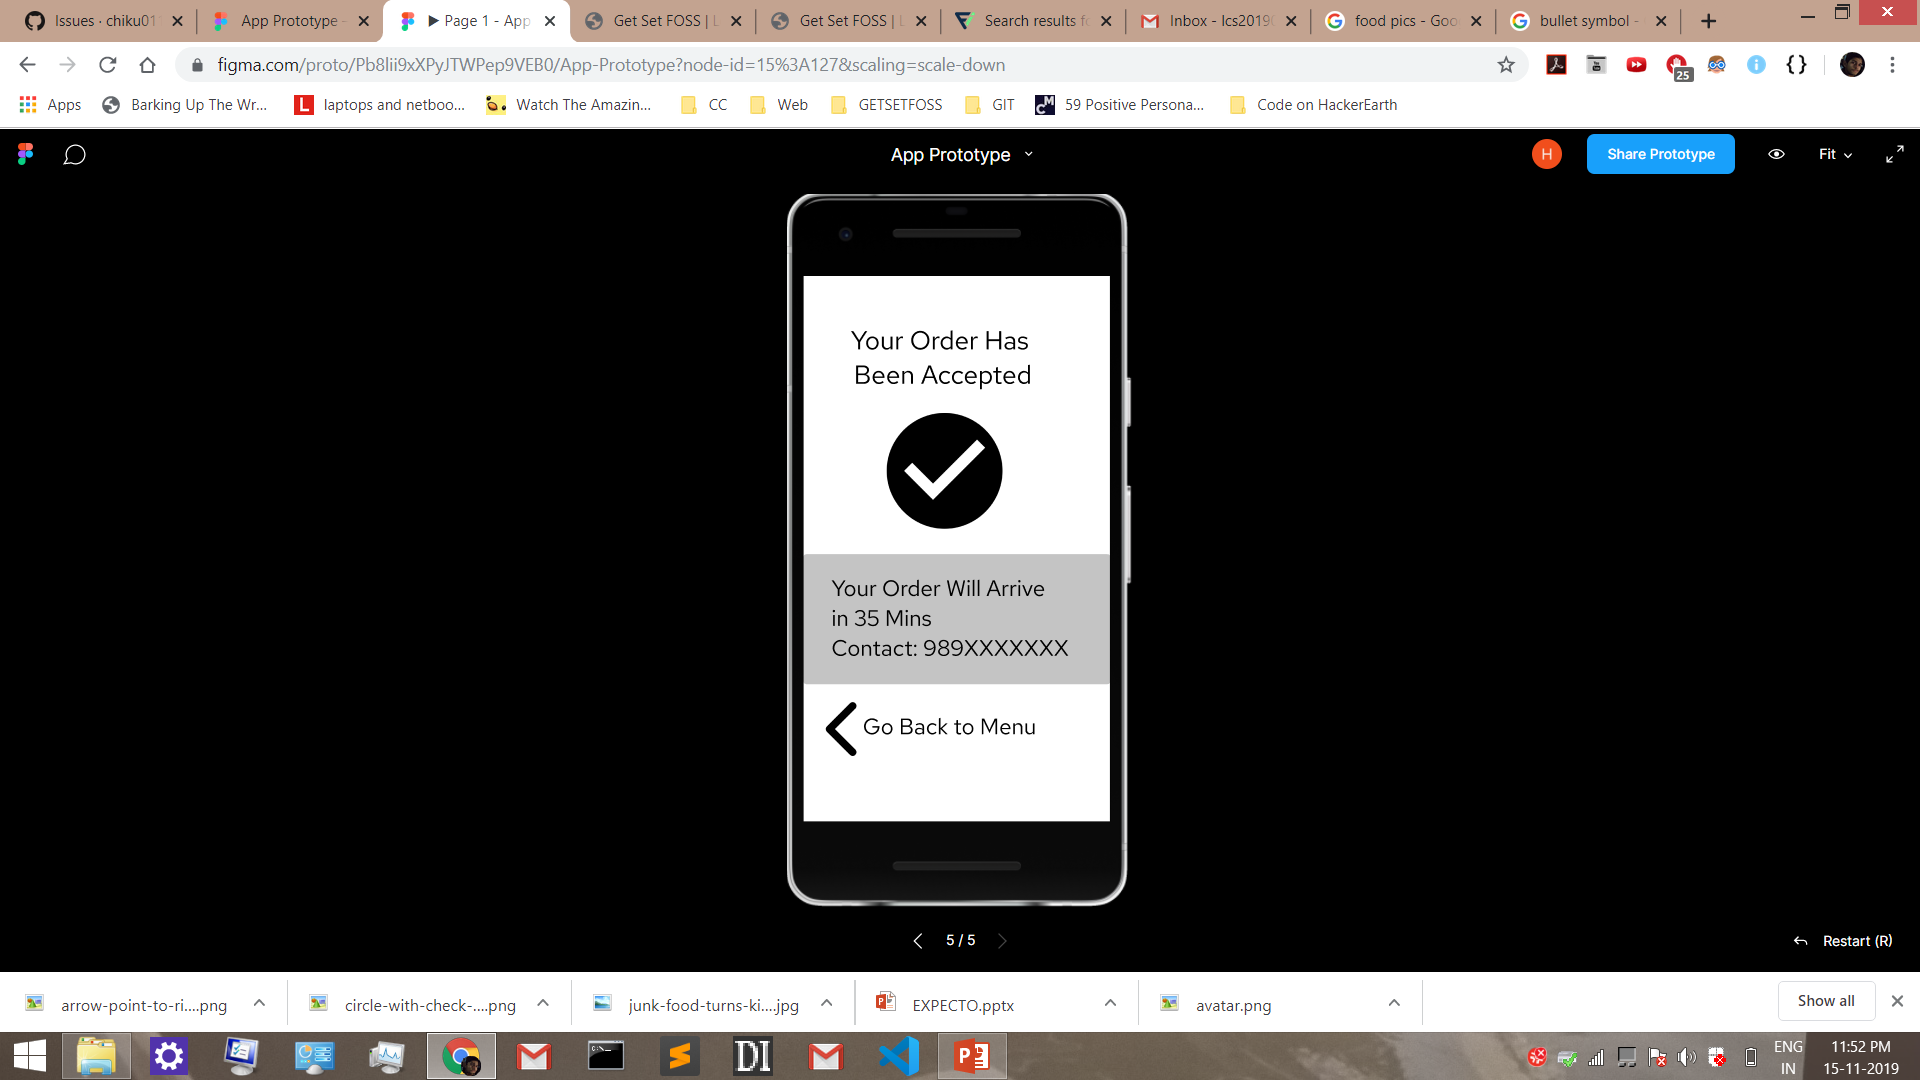 Issues · chiku01
App Prototype -
▶ Page 1 - App
Get Set FOSS | L
Get Set FOSS | L
Search results fo
Inbox - lcs2019
food pics - Goo
bullet symbol -
figma.com/proto/Pb8lii9xXPyJTWPep9VEB0/App-Prototype?node-id=15%3A127&scaling=scale-down
25
Apps
Barking Up The Wr...
laptops and netboo...
Watch The Amazin...
CC
Web
GETSETFOSS
GIT
59 Positive Persona...
Code on HackerEarth
App Prototype
H
Share Prototype
Fit
Your Order Has
Been Accepted
Your Order Will Arrive
in 35 Mins
Contact: 989XXXXXXX
Go Back to Menu
5 / 5
Restart (R)
arrow-point-to-ri....png
circle-with-check-....png
junk-food-turns-ki....jpg
EXPECTO.pptx
avatar.png
Show all
DI
ENG
IN
11:52 PM
15-11-2019